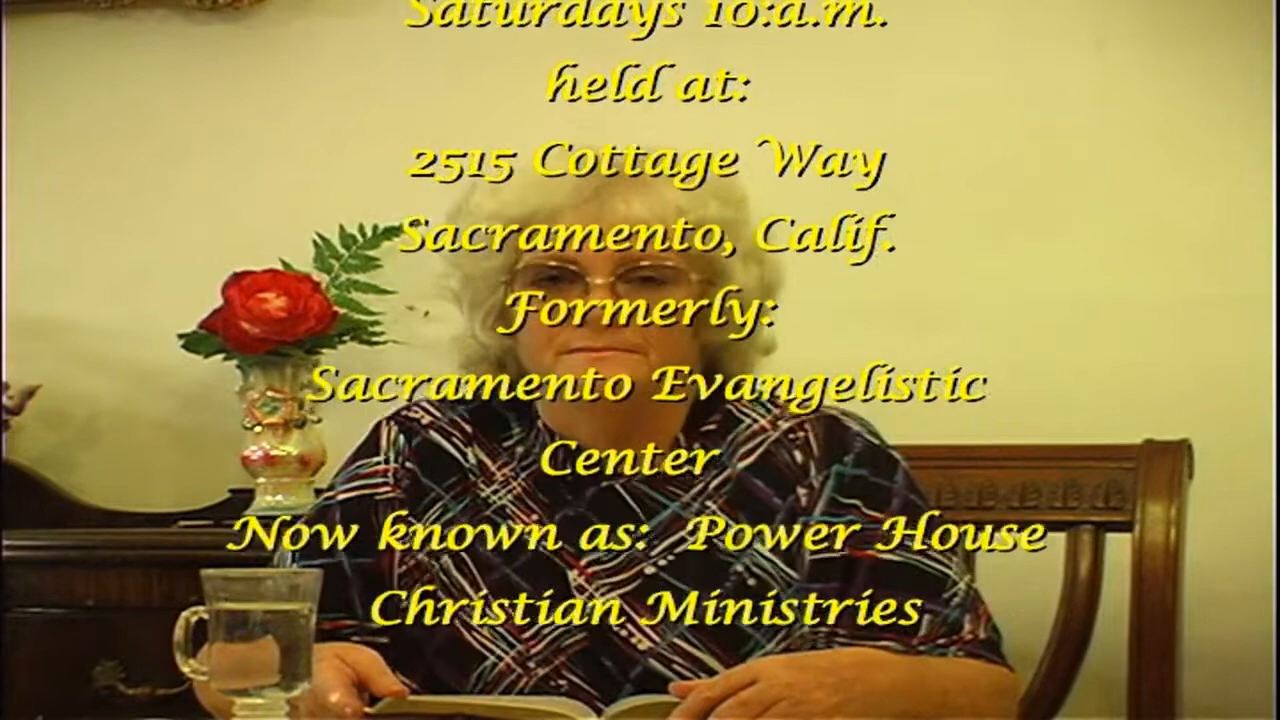 Saturdays 10:a.m.
held at:
2515 Cottage Way
Sacramento, Calif.
Formerly:
Sacramento Evangelistic
Center
Now known as: Power House
Christian Ministries